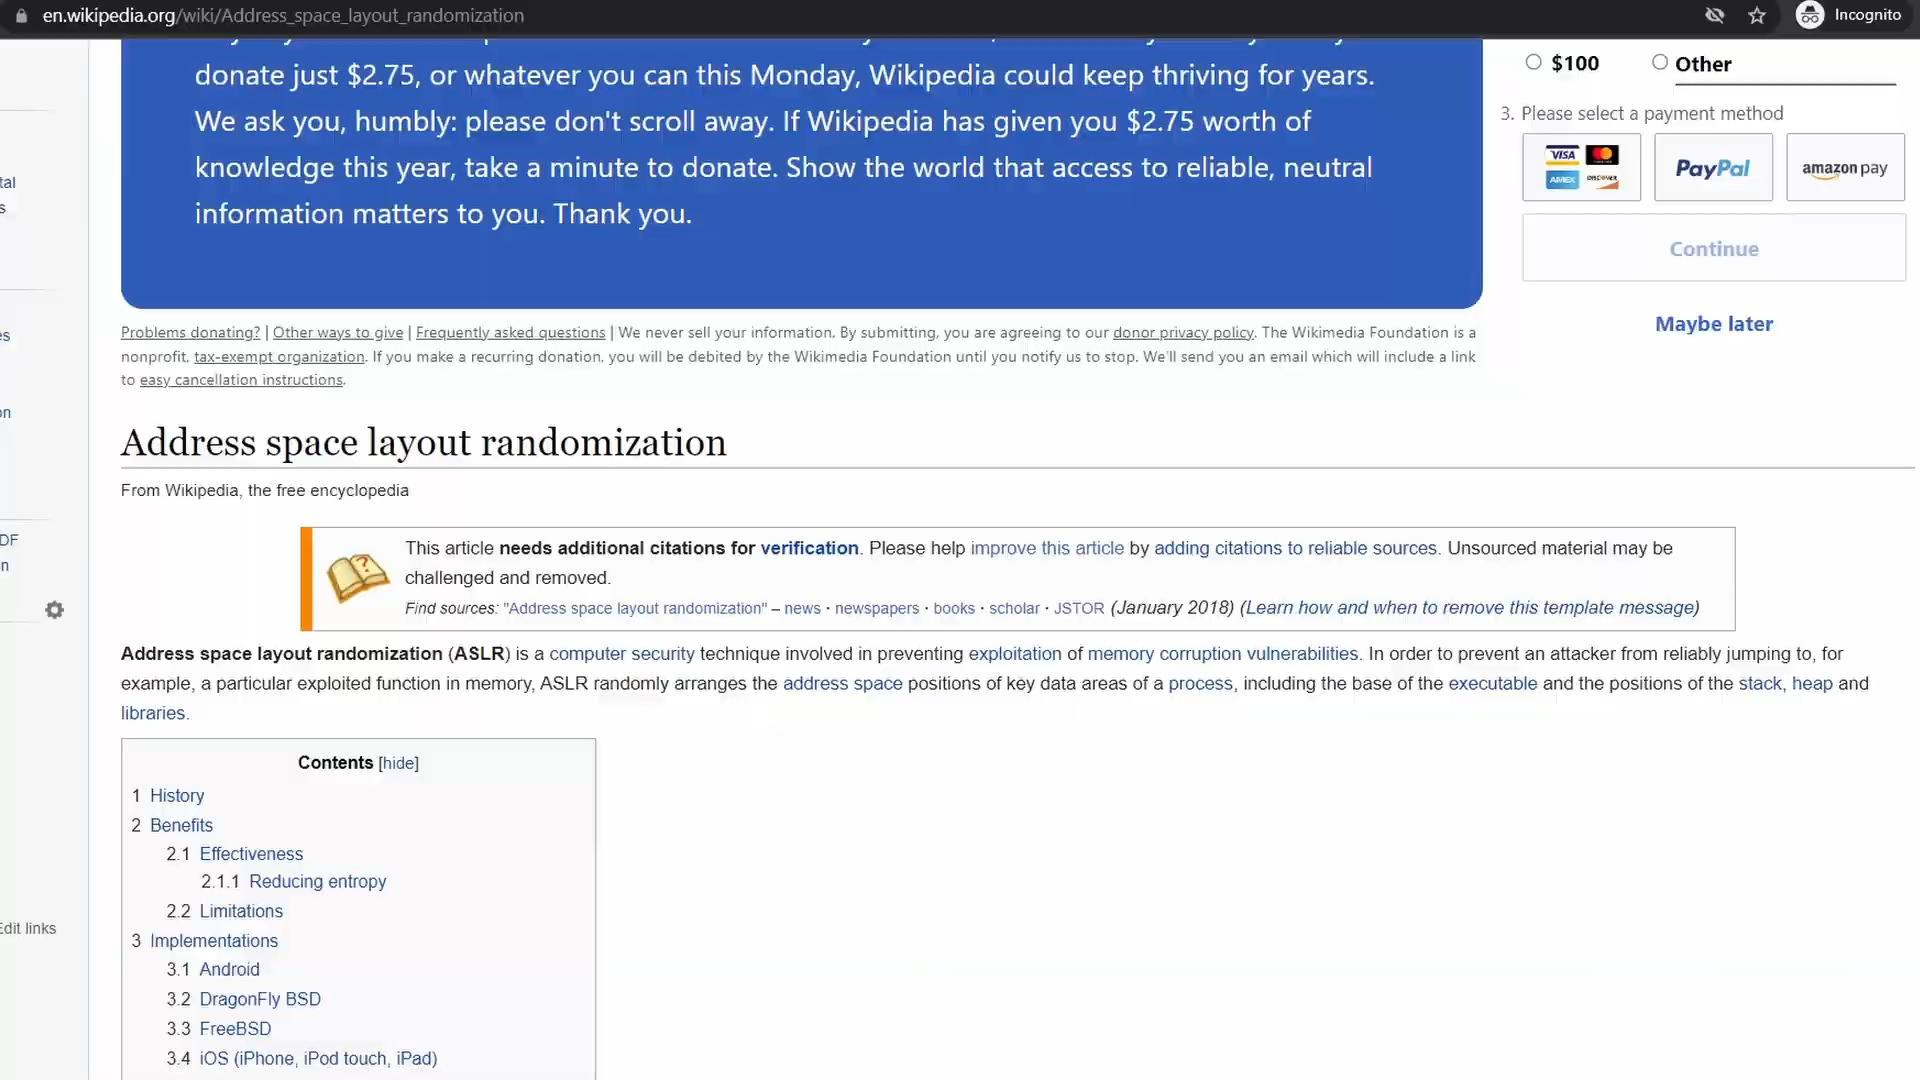 en.wikipedia.org/wiki/Address_space_layout_randomization
Incognito
donate just $2.75, or whatever you can this Monday, Wikipedia could keep thriving for years.
We ask you, humbly: please don't scroll away. If Wikipedia has given you $2.75 worth of
knowledge this year, take a minute to donate. Show the world that access to reliable, neutral
information matters to you. Thank you.
$100
Other
3. Please select a payment method
VISA
AMEX
DISCOVER
PayPal
amazon pay
Continue
Maybe later
Problems donating? | Other ways to give | Frequently asked questions | We never sell your information. By submitting, you are agreeing to our donor privacy policy. The Wikimedia Foundation is a
nonprofit, tax-exempt organization. If you make a recurring donation, you will be debited by the Wikimedia Foundation until you notify us to stop. We'll send you an email which will include a link
to easy cancellation instructions.
Address space layout randomization
From Wikipedia, the free encyclopedia
This article needs additional citations for verification. Please help improve this article by adding citations to reliable sources. Unsourced material may be
challenged and removed.
Find sources: "Address space layout randomization" – news · newspapers · books · scholar · JSTOR (January 2018) (Learn how and when to remove this template message)
Address space layout randomization (ASLR) is a computer security technique involved in preventing exploitation of memory corruption vulnerabilities. In order to prevent an attacker from reliably jumping to, for
example, a particular exploited function in memory, ASLR randomly arranges the address space positions of key data areas of a process, including the base of the executable and the positions of the stack, heap and
libraries.
Contents [hide]
1 History
2 Benefits
2.1 Effectiveness
2.1.1 Reducing entropy
2.2 Limitations
3 Implementations
3.1 Android
3.2 DragonFly BSD
3.3 FreeBSD
3.4 iOS (iPhone, iPod touch, iPad)
tal
s
es
on
DF
n
Edit links